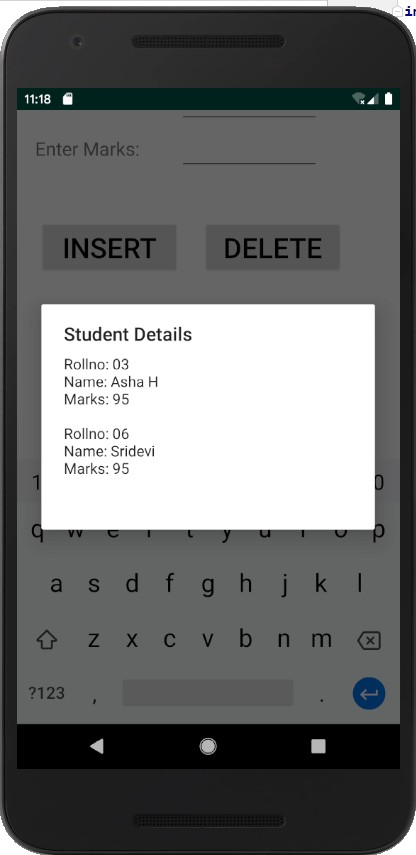 in
11:18
Enter Marks:
INSERT DELETE
Student Details
Rollno: 03
Name: Asha H
Marks: 95
Rollno: 06
Name: Sridevi
Marks: 95
1 0
q w e r t y u i o p
a s d f g h j k l
z x c v b n m
?123 , .